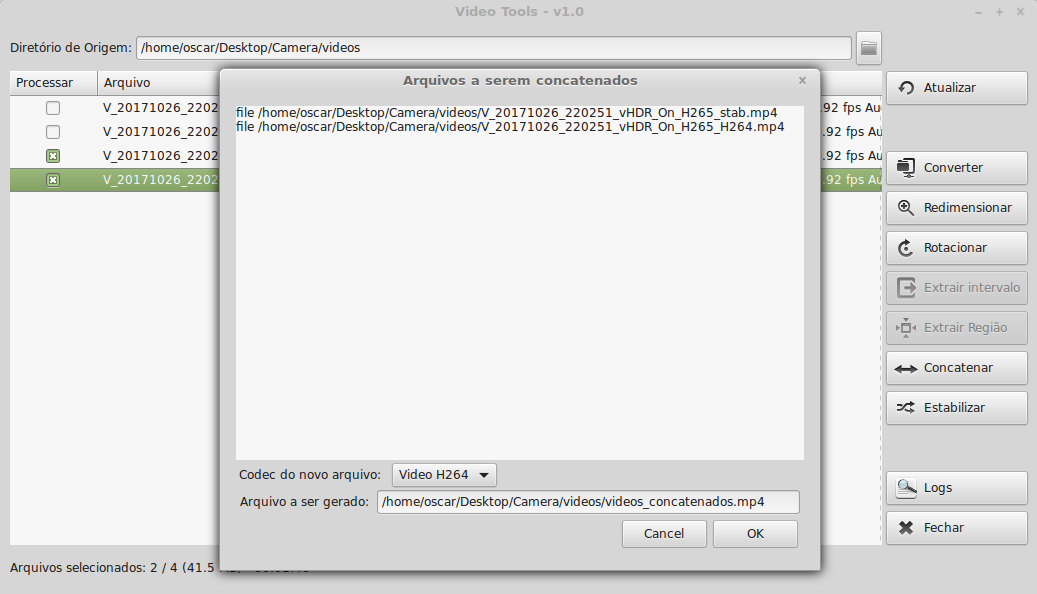 Video Tools - v1.0
Diretório de Origem: /home/oscar/Desktop/Camera/videos
Processar Arquivo
V_20171026_2202
V_20171026_2202
V_20171026_2202
V_20171026_2202
.92 fps Au
.92 fps Au
.92 fps Au
.92 fps Au
Arquivos a serem concatenados
file /home/oscar/Desktop/Camera/videos/V_20171026_220251_vHDR_On_H265_stab.mp4
file /home/oscar/Desktop/Camera/videos/V_20171026_220251_vHDR_On_H265_H264.mp4
Codec do novo arquivo: Video H264
Arquivo a ser gerado: /home/oscar/Desktop/Camera/videos/videos_concatenados.mp4
Cancel OK
Atualizar
Converter
Redimensionar
Rotacionar
Extrair intervalo
Extrair Região
Concatenar
Estabilizar
Logs
Fechar
Arquivos selecionados: 2 / 4 (41.5